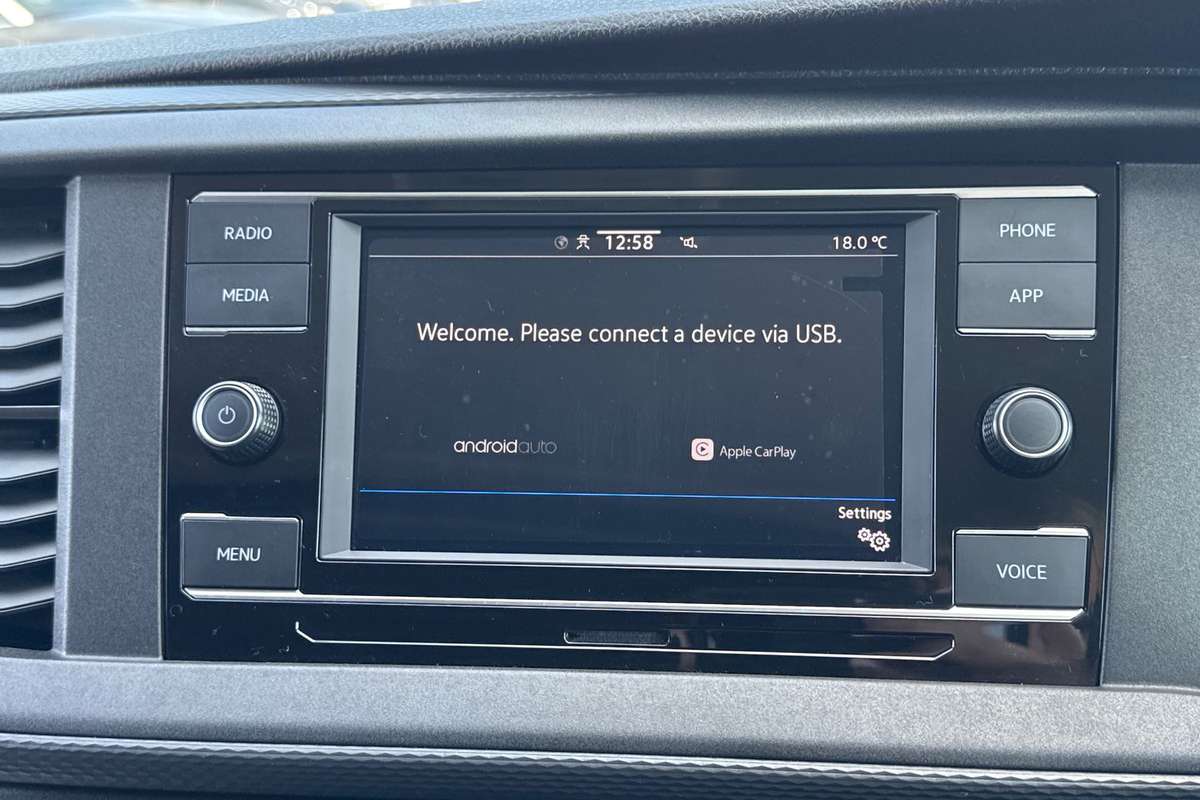 RADIO
MEDIA
MENU
12:58
18.0 °C
Welcome. Please connect a device via USB.
androidauto
Apple CarPlay
Settings
PHONE
APP
VOICE